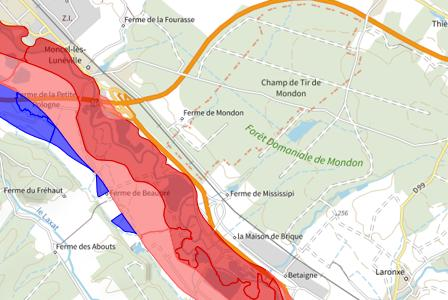 Z.I.
Ferme de la Fourasse
Thiè
Moncel-lès-
Lunéville
Champ de Tir de
Mondon
Ferme de la Petite
Pologne
Ferme de Mondon
Forêt Domaniale de Mondon
Ferme du Fréhaut
Ferme de Beaupré
Ferme de Mississipi
D99
le Laxat
256
la Maison de Brique
Ferme des Abouts
Betaigne
Laronxe